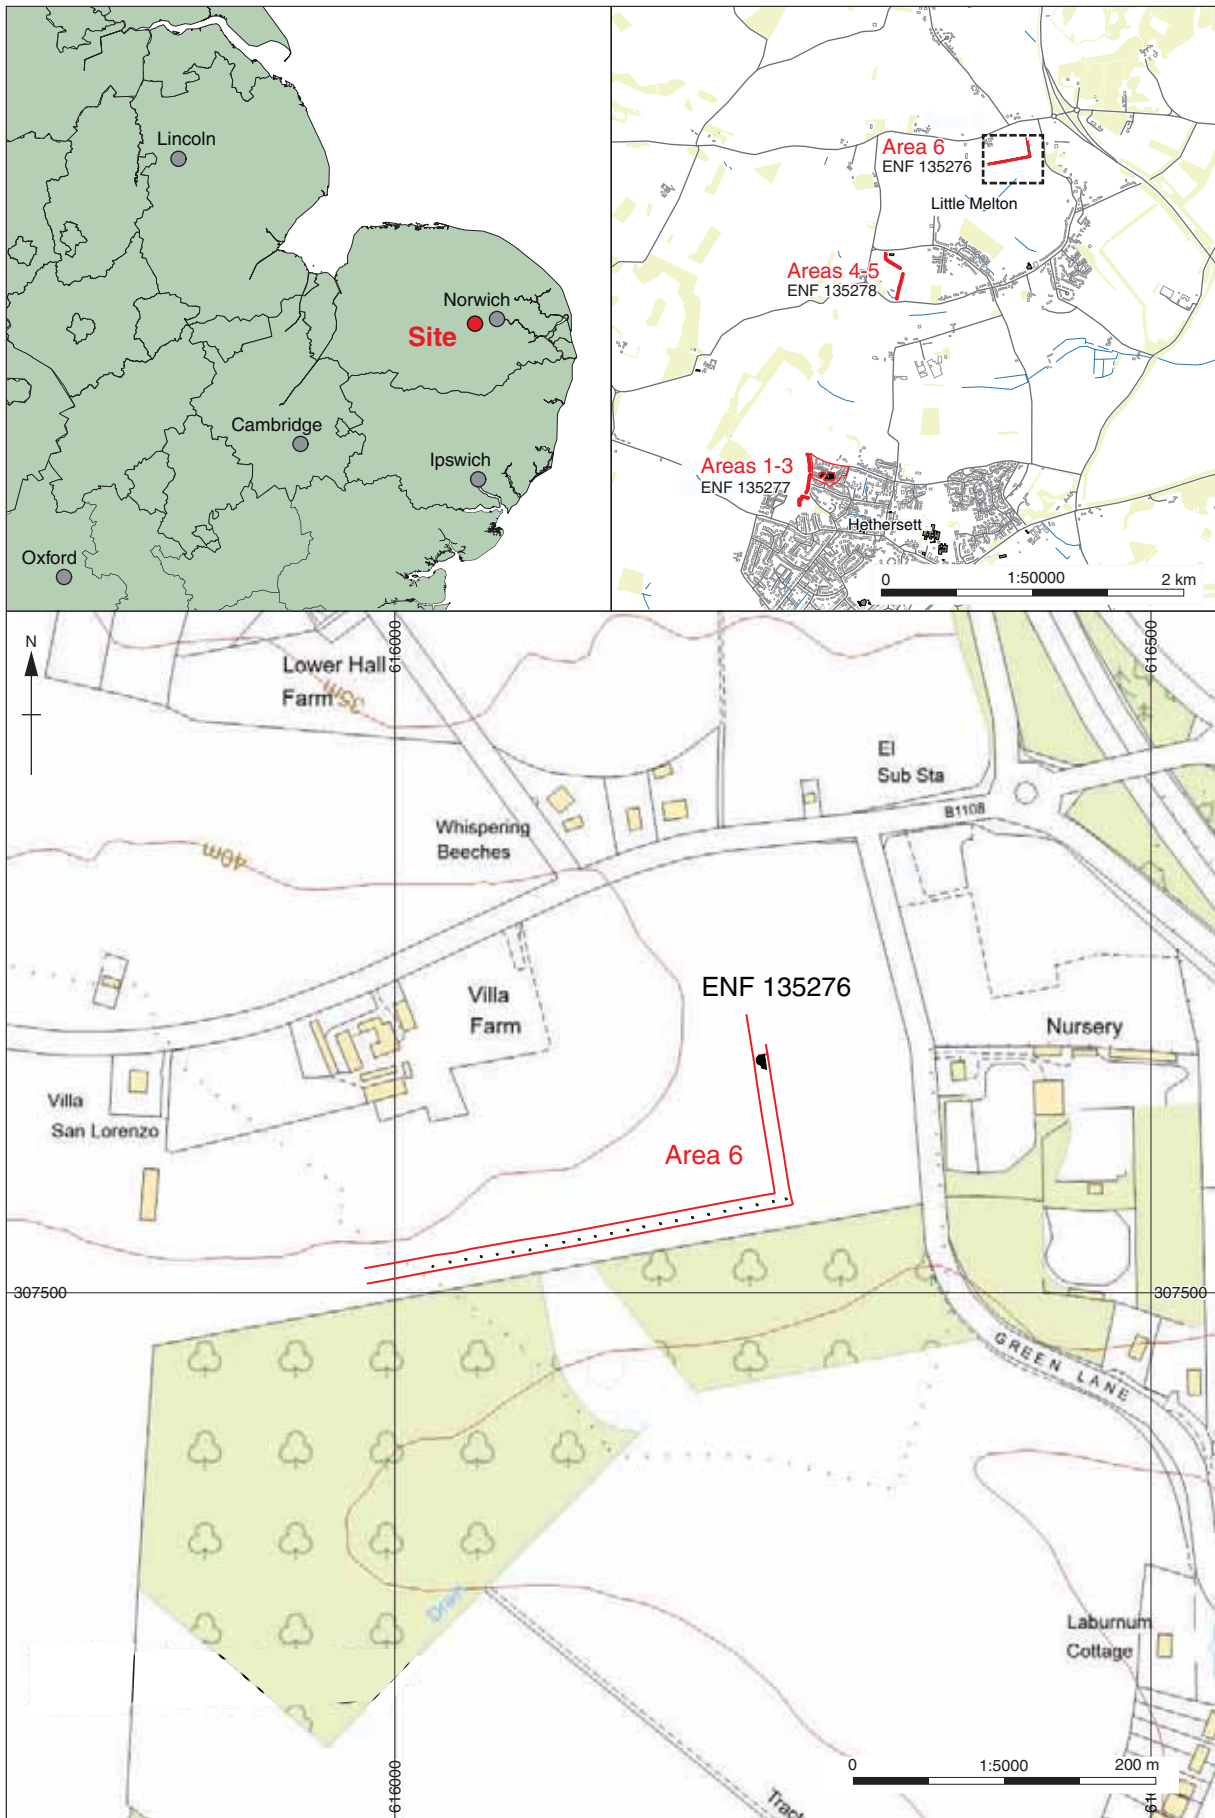 Lincoln
Norwich
Site
Cambridge
Ipswich
Oxford
Area 6
ENF 135276
Little Melton
Areas 4-5
ENF 135278
Areas 1-3
ENF 135277
Hethersett
0 1:50000 2 km
N
616000
616500
Lower Hall
Farm
35m
El
Sub Sta
B1108
Whispering
Beeches
40m
ENF 135276
Villa
Farm
Nursery
Villa
San Lorenzo
Area 6
307500
307500
GREEN LANE
Drain
Laburnum
Cottage
0 1:5000 200 m
616000